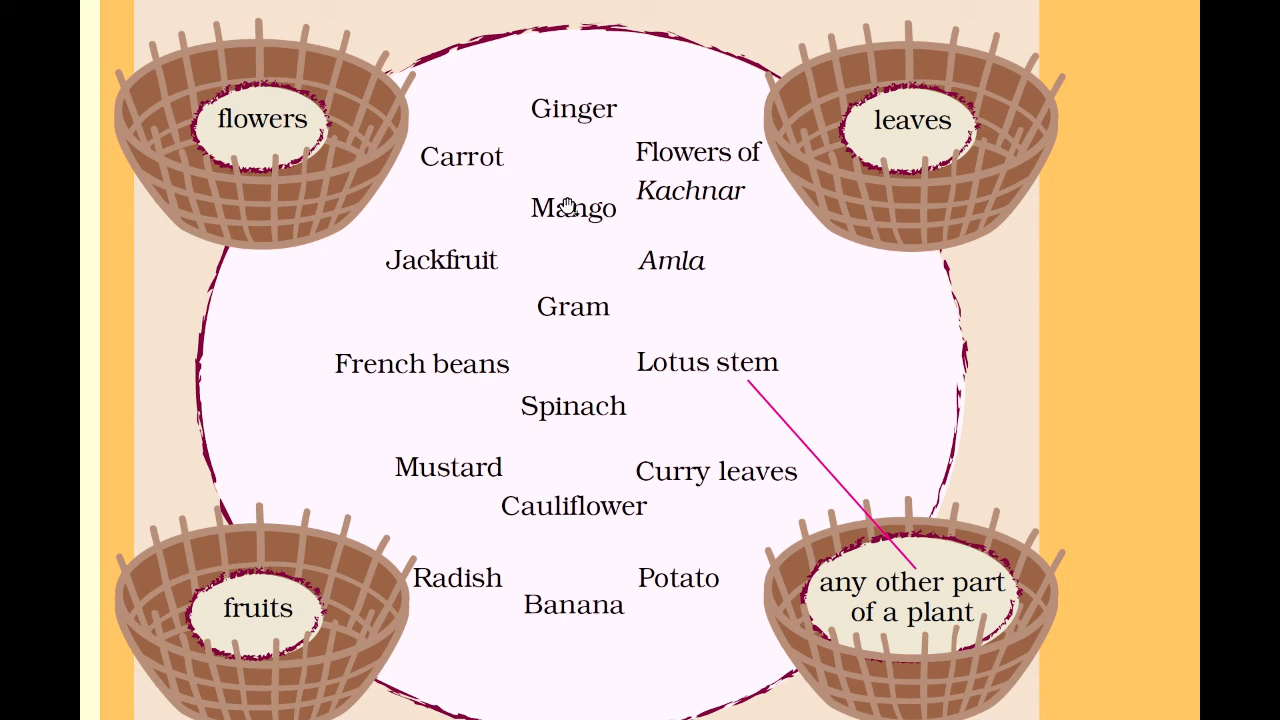 flowers
leaves
Ginger
Carrot
Flowers of
Kachnar
Mango
Jackfruit
Amla
Gram
French beans
Lotus stem
Spinach
Mustard
Curry leaves
Cauliflower
Radish
Potato
Banana
fruits
any other part
of a plant